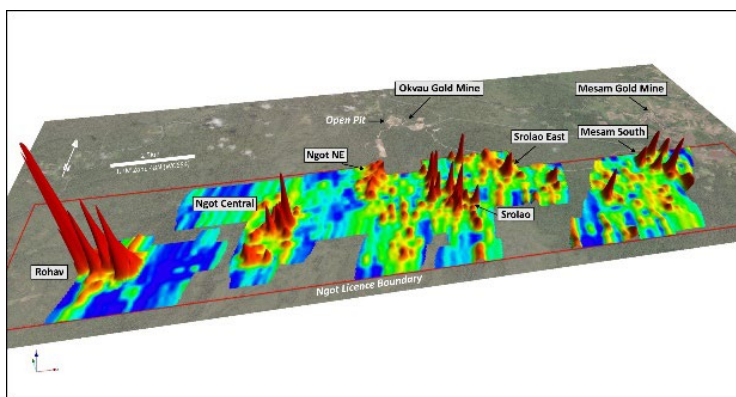 Okvau Gold Mine
Mesam Gold Mine
Open Pit
Mesam South
Srolao East
Ngot NE
Ngot Central
Srolao
Rohav
Ngot Licence Boundary